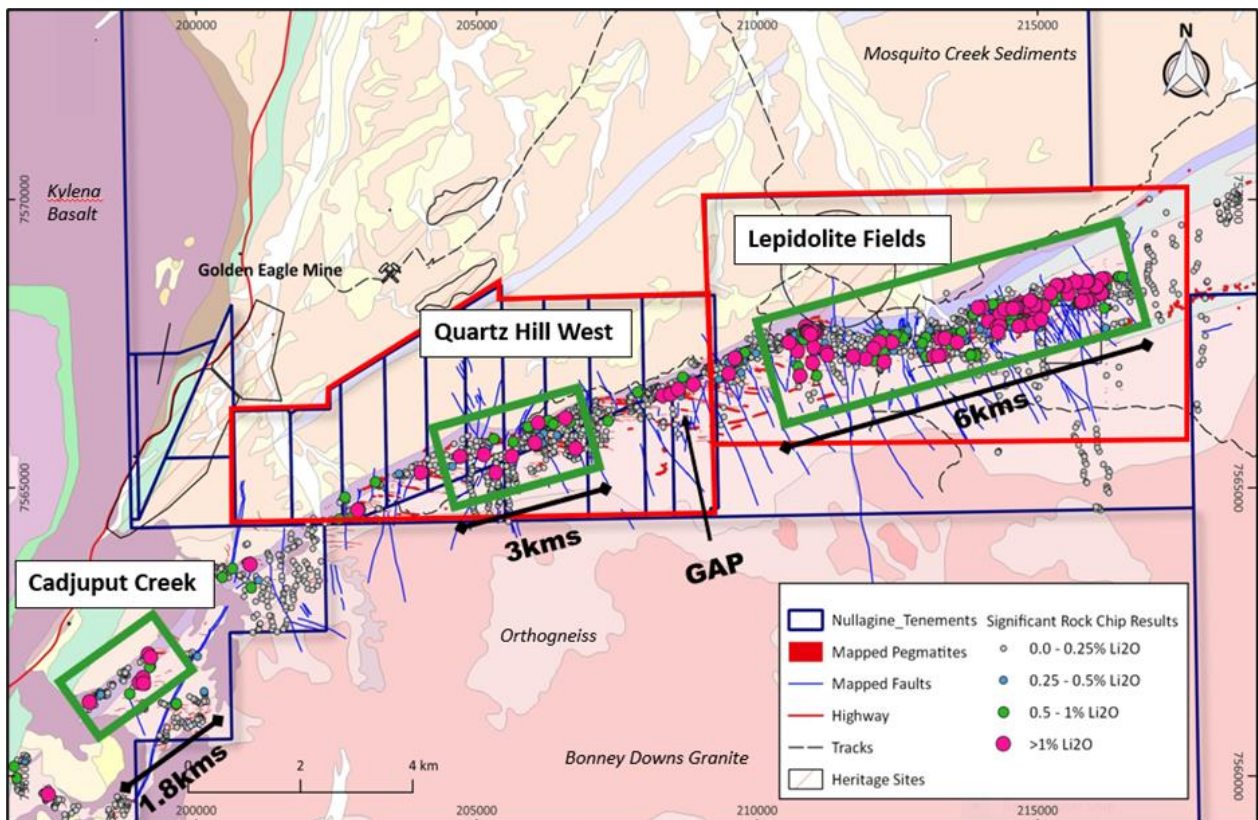 200000
205000
210000
215000
Mosquito Creek Sediments
N
7570000
Kylena
Basalt
Golden Eagle Mine
Lepidolite Fields
Quartz Hill West
6kms
7565000
7565000
3kms
GAP
Cadjuput Creek
Orthogneiss
Nullagine_Tenements
Mapped Pegmatites
Mapped Faults
Highway
Tracks
Heritage Sites
Significant Rock Chip Results
0.0 - 0.25% Li2O
0.25 - 0.5% Li2O
0.5 - 1% Li2O
>1% Li2O
Bonney Downs Granite
1.8kms
2
4 km
7560000
200000
205000
210000
215000